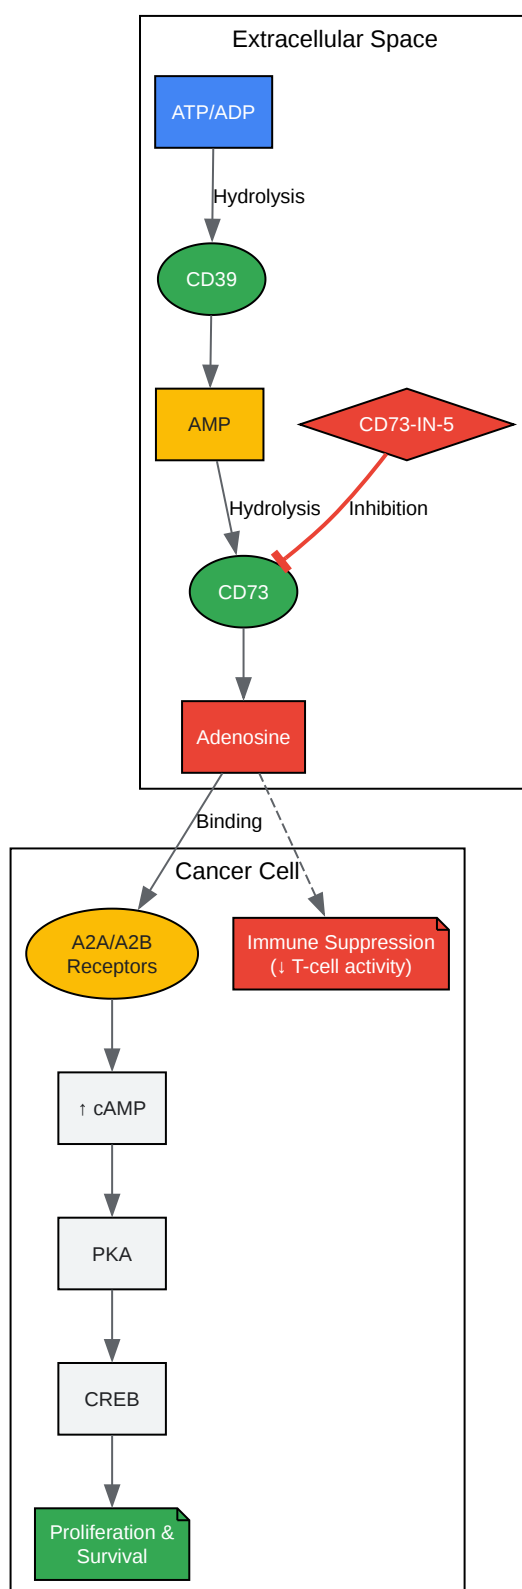 Extracellular Space
ATP/ADP
Hydrolysis
CD39
AMP
CD73-IN-5
Hydrolysis
Inhibition
CD73
Adenosine
Binding
Cancer Cell
A2A/A2B
Receptors
Immune Suppression
(↓ T-cell activity)
↑ cAMP
PKA
CREB
Proliferation &
Survival